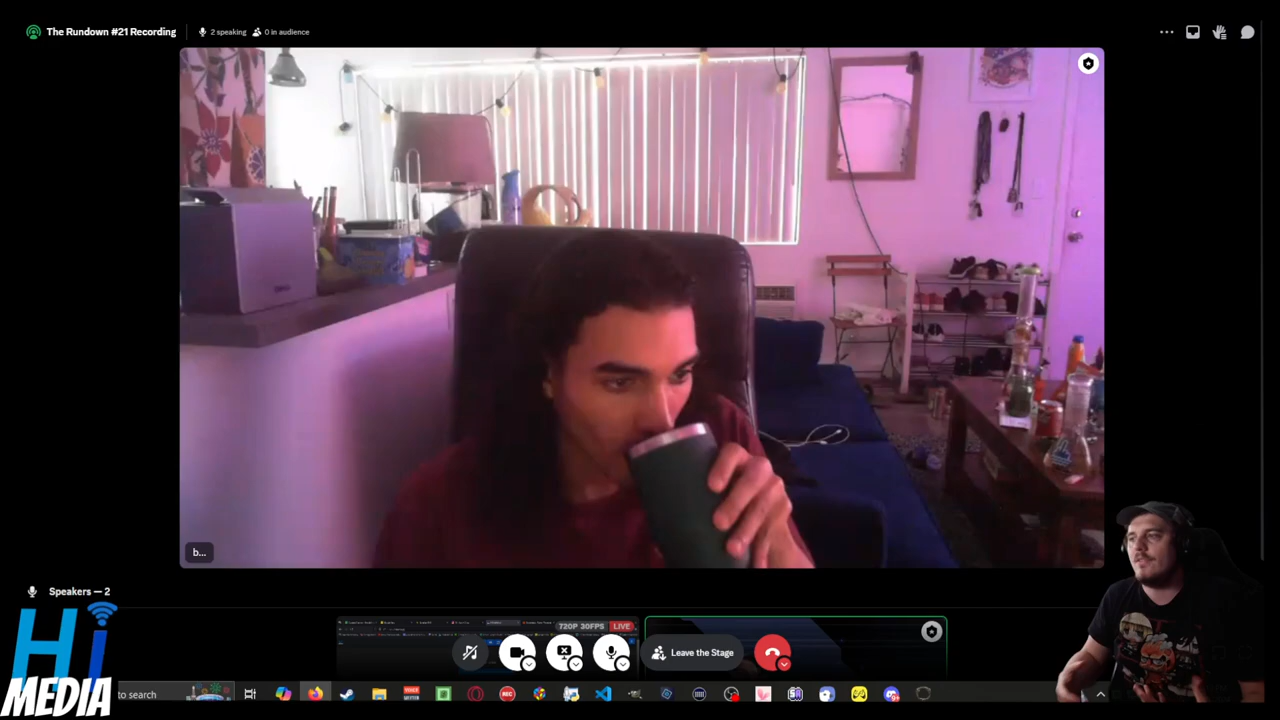 The Rundown #21 Recording
2 speaking
0 in audience
b...
Speakers — 2
720P 30FPS
LIVE
Leave the Stage
Hi
MEDIA
to search
REC